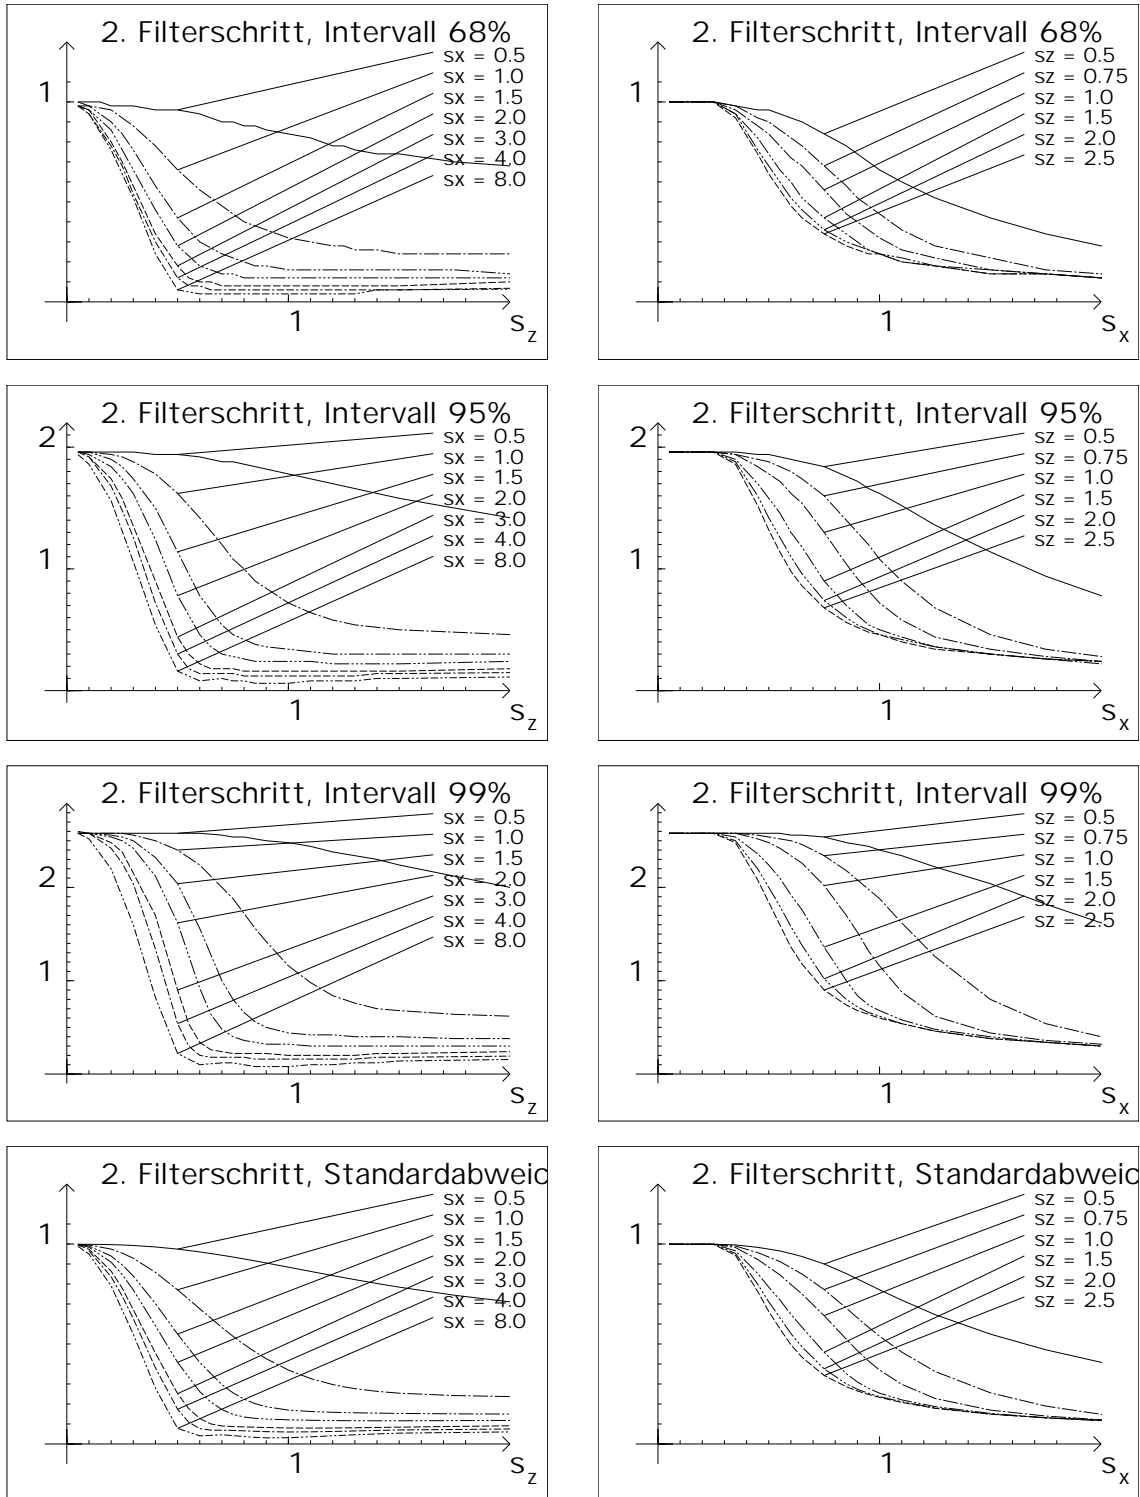 2. Filterschritt, Intervall 68%
sx = 0.5
sx = 1.0
sx = 1.5
sx = 2.0
sx = 3.0
sx = 4.0
sx = 8.0
1
1
sz
2. Filterschritt, Intervall 68%
sz = 0.5
sz = 0.75
sz = 1.0
sz = 1.5
sz = 2.0
sz = 2.5
1
1
sx
2. Filterschritt, Intervall 95%
sx = 0.5
sx = 1.0
sx = 1.5
sx = 2.0
sx = 3.0
sx = 4.0
sx = 8.0
2
1
1
sz
2. Filterschritt, Intervall 95%
sz = 0.5
sz = 0.75
sz = 1.0
sz = 1.5
sz = 2.0
sz = 2.5
2
1
1
sx
2. Filterschritt, Intervall 99%
sx = 0.5
sx = 1.0
sx = 1.5
sx = 2.0
sx = 3.0
sx = 4.0
sx = 8.0
2
1
1
sz
2. Filterschritt, Intervall 99%
sz = 0.5
sz = 0.75
sz = 1.0
sz = 1.5
sz = 2.0
sz = 2.5
2
1
1
sx
2. Filterschritt, Standardabweic
sx = 0.5
sx = 1.0
sx = 1.5
sx = 2.0
sx = 3.0
sx = 4.0
sx = 8.0
1
1
sz
2. Filterschritt, Standardabweic
sz = 0.5
sz = 0.75
sz = 1.0
sz = 1.5
sz = 2.0
sz = 2.5
1
1
sx